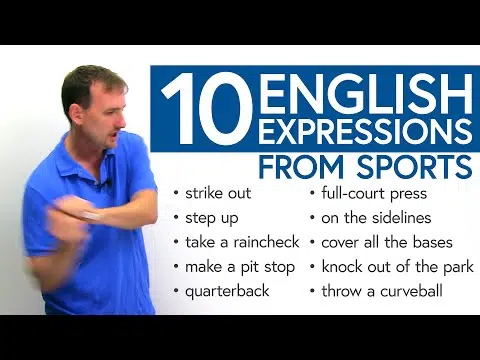 10 ENGLISH
EXPRESSIONS
FROM SPORTS
• strike out
• step up
• take a raincheck
• make a pit stop
• quarterback
• full-court press
• on the sidelines
• cover all the bases
• knock out of the park
• throw a curveball